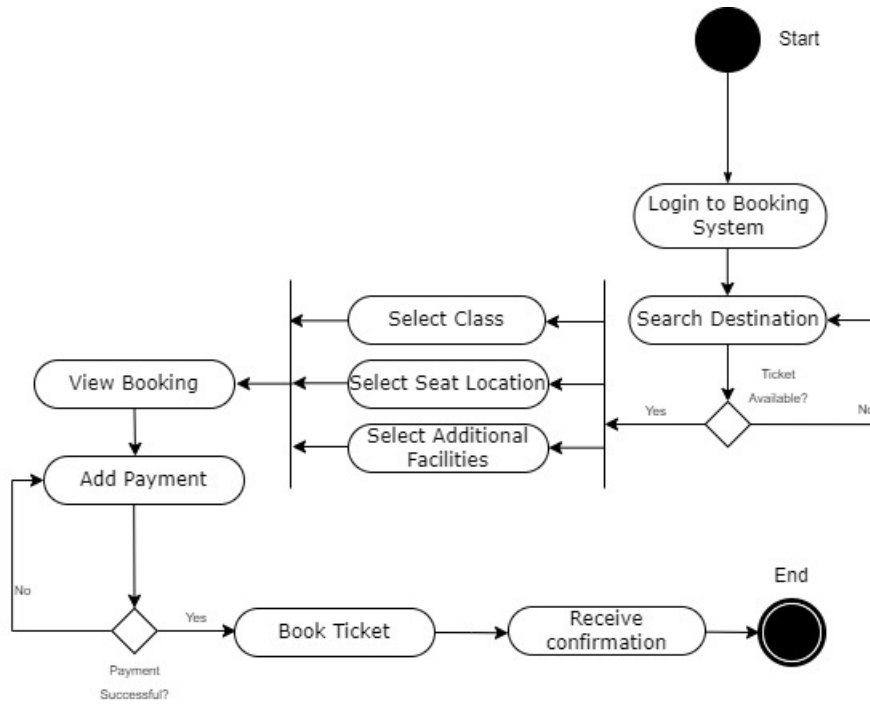 Start
Login to Booking
System
Search Destination
Ticket
Available?
No
Yes
Select Class
Select Seat Location
Select Additional
Facilities
View Booking
Add Payment
No
Payment
Successful?
Yes
Book Ticket
Receive
confirmation
End